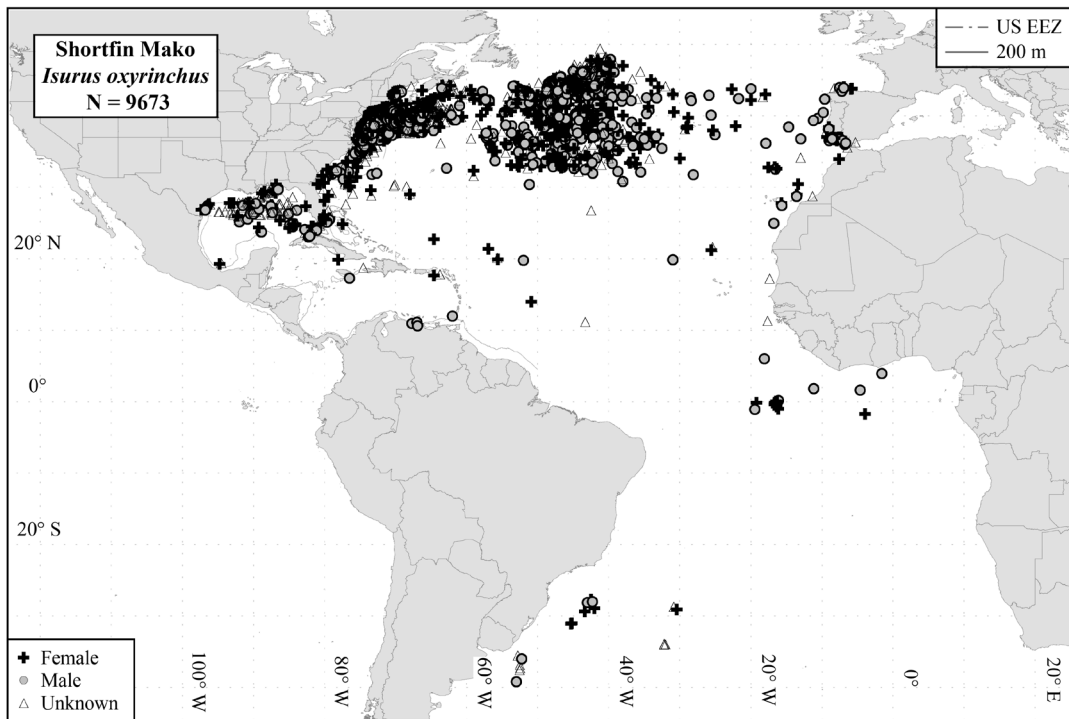 Shortfin Mako
Isurus oxyrinchus
N = 9673
US EEZ
200 m
20° N
0°
20° S
100° W
80° W
60° W
40° W
20° W
0°
20° E
Female
Male
Unknown